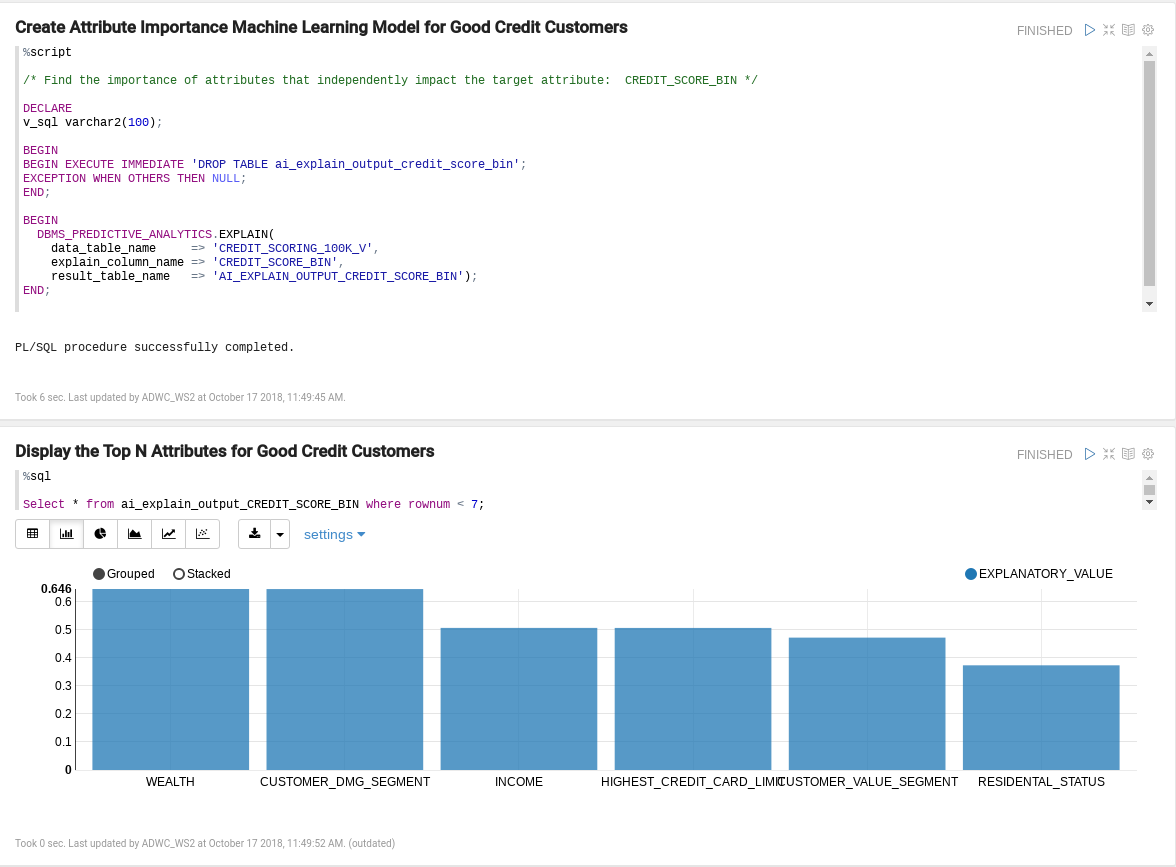 Create Attribute Importance Machine Learning Model for Good Credit Customers
FINISHED
%script
/* Find the importance of attributes that independently impact the target attribute:  CREDIT_SCORE_BIN */
DECLARE
v_sql varchar2(100);
BEGIN
BEGIN EXECUTE IMMEDIATE 'DROP TABLE ai_explain_output_credit_score_bin';
EXCEPTION WHEN OTHERS THEN NULL;
END;
BEGIN
  DBMS_PREDICTIVE_ANALYTICS.EXPLAIN(
    data_table_name     => 'CREDIT_SCORING_100K_V',
    explain_column_name => 'CREDIT_SCORE_BIN',
    result_table_name   => 'AI_EXPLAIN_OUTPUT_CREDIT_SCORE_BIN');
END;
PL/SQL procedure successfully completed.
Took 6 sec. Last updated by ADWC_WS2 at October 17 2018, 11:49:45 AM.
Display the Top N Attributes for Good Credit Customers
FINISHED
%sql
Select * from ai_explain_output_CREDIT_SCORE_BIN where rownum < 7;
settings
Grouped Stacked EXPLANATORY_VALUE
0.646
0.6
0.5
0.4
0.3
0.2
0.1
0
WEALTH CUSTOMER_DMG_SEGMENT INCOME HIGHEST_CREDIT_CARD_LIMIT CUSTOMER_VALUE_SEGMENT RESIDENTAL_STATUS
Took 0 sec. Last updated by ADWC_WS2 at October 17 2018, 11:49:52 AM. (outdated)